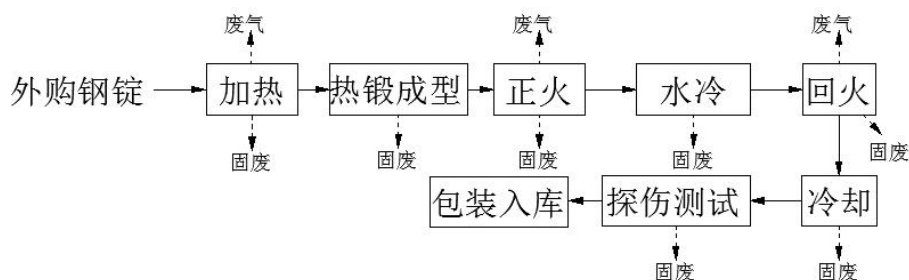 废气 废气 废气
外购钢锭 加热 热锻成型 正火 水冷 回火
固废 固废 固废 固废 固废
包装入库 探伤测试 冷却
固废 固废